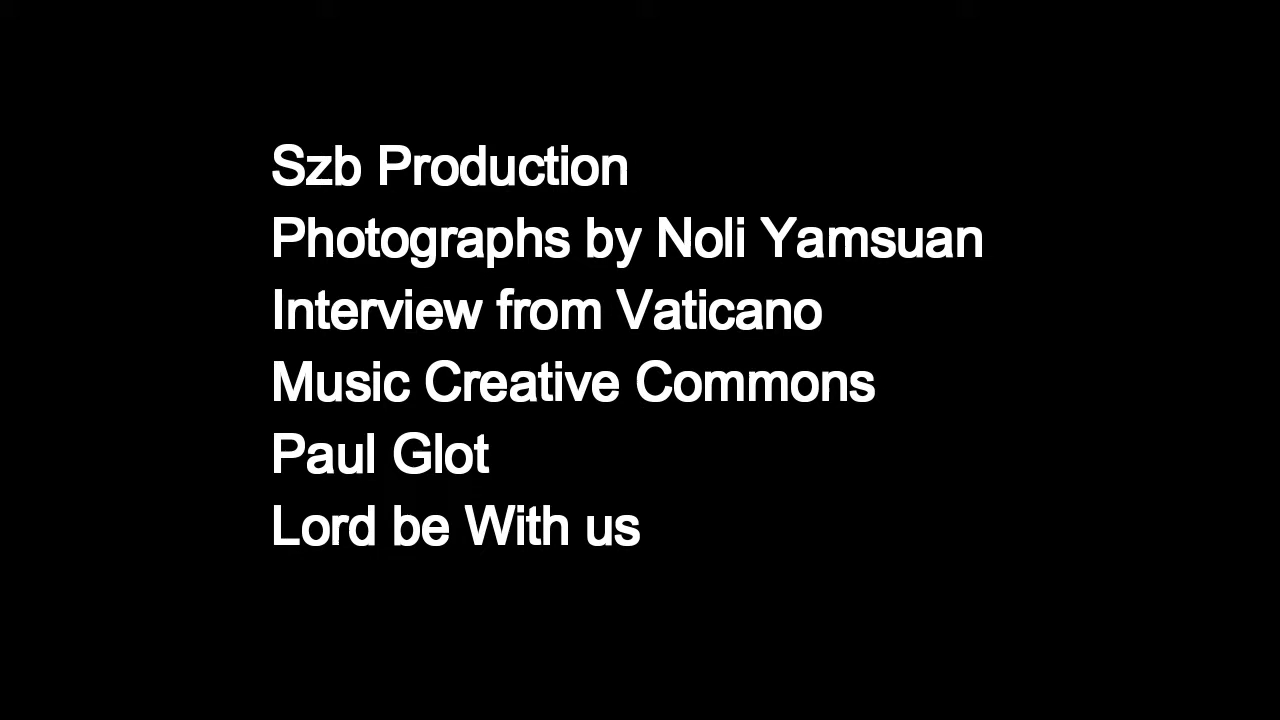 Szb Production
Photographs by Noli Yamsuan
Interview from Vaticano
Music Creative Commons
Paul Glot
Lord be With us